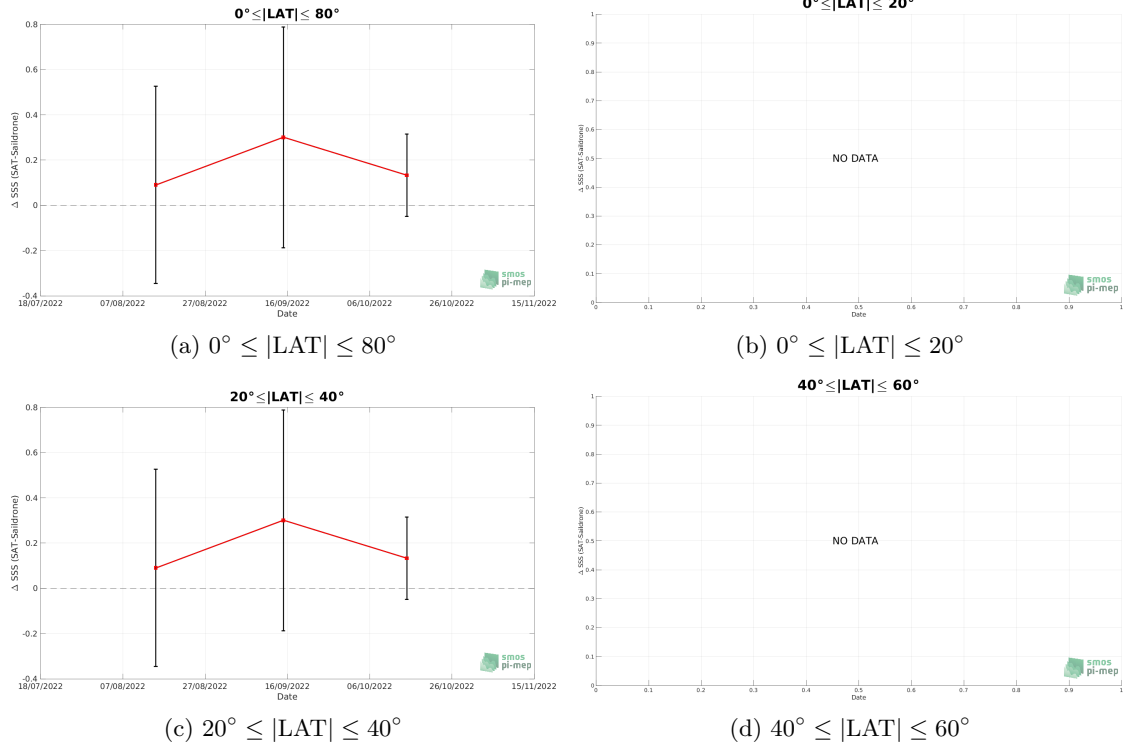 0°≤|LAT|≤ 80°
Δ SSS (SAT-Saildrone)
0.8
0.6
0.4
0.2
0
-0.2
-0.4
18/07/2022 07/08/2022 27/08/2022 16/09/2022 06/10/2022 26/10/2022 15/11/2022
Date
smos
pi-mep
(a) 0° ≤ |LAT| ≤ 80°
0°≤|LAT|≤ 20°
Δ SSS (SAT-Saildrone)
1
0.9
0.8
0.7
0.6
0.5
0.4
0.3
0.2
0.1
0
NO DATA
0 0.1 0.2 0.3 0.4 0.5 0.6 0.7 0.8 0.9 1
Date
smos
pi-mep
(b) 0° ≤ |LAT| ≤ 20°
20°≤|LAT|≤ 40°
Δ SSS (SAT-Saildrone)
0.8
0.6
0.4
0.2
0
-0.2
-0.4
18/07/2022 07/08/2022 27/08/2022 16/09/2022 06/10/2022 26/10/2022 15/11/2022
Date
smos
pi-mep
(c) 20° ≤ |LAT| ≤ 40°
40°≤|LAT|≤ 60°
Δ SSS (SAT-Saildrone)
1
0.9
0.8
0.7
0.6
0.5
0.4
0.3
0.2
0.1
0
NO DATA
0 0.1 0.2 0.3 0.4 0.5 0.6 0.7 0.8 0.9 1
Date
smos
pi-mep
(d) 40° ≤ |LAT| ≤ 60°